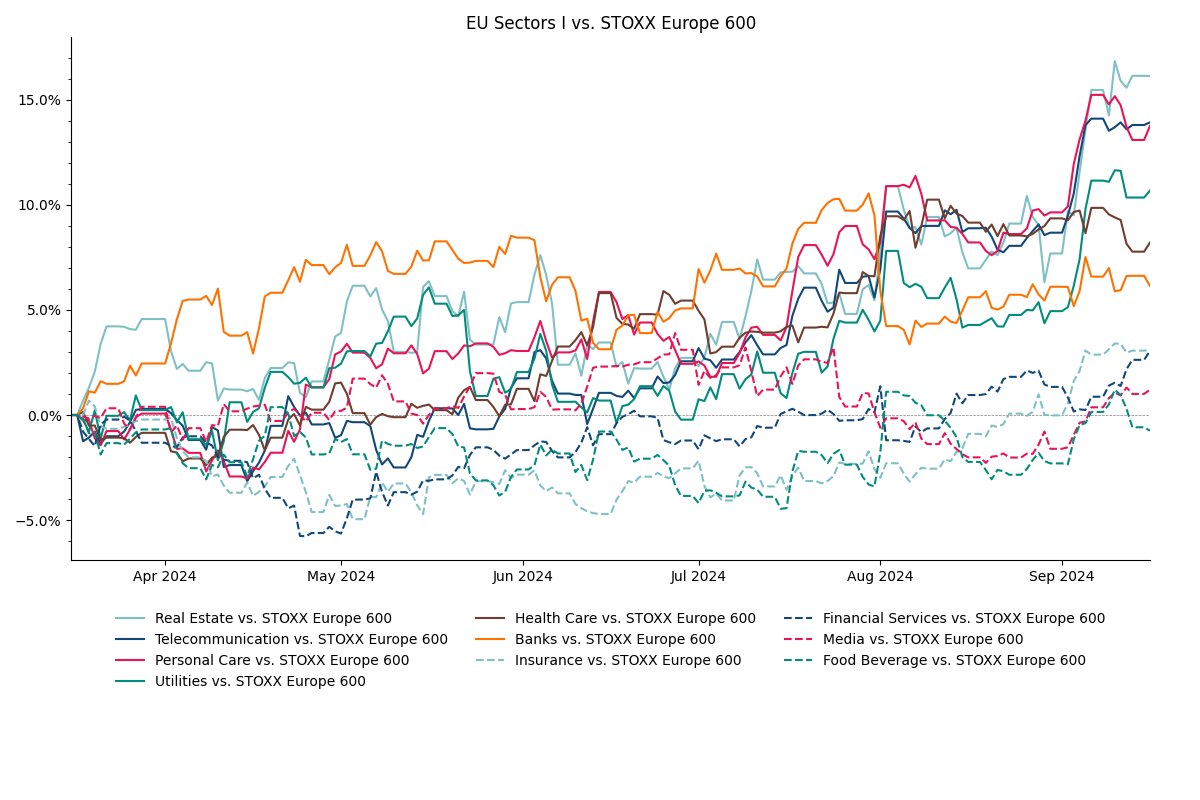 EU Sectors I vs. STOXX Europe 600
15.0%
10.0%
5.0%
0.0%
−5.0%
Apr 2024 May 2024 Jun 2024 Jul 2024 Aug 2024 Sep 2024
Real Estate vs. STOXX Europe 600
Telecommunication vs. STOXX Europe 600
Personal Care vs. STOXX Europe 600
Utilities vs. STOXX Europe 600
Health Care vs. STOXX Europe 600
Banks vs. STOXX Europe 600
Insurance vs. STOXX Europe 600
Financial Services vs. STOXX Europe 600
Media vs. STOXX Europe 600
Food Beverage vs. STOXX Europe 600